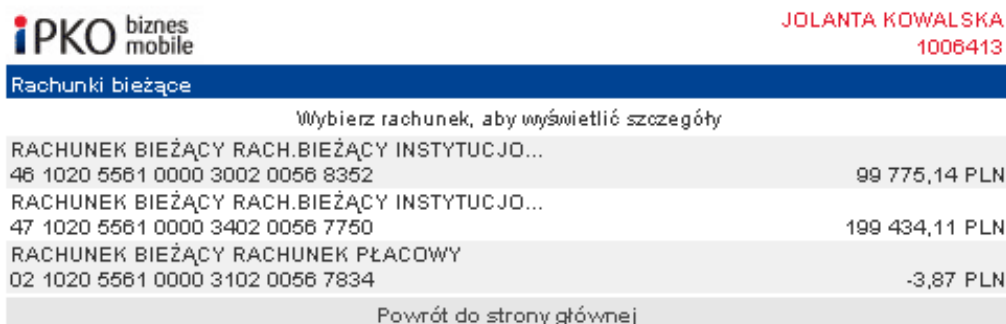 iPKO biznes mobile
JOLANTA KOWALSKA
1006413
Rachunki bieżące
Wybierz rachunek, aby wyświetlić szczegóły
RACHUNEK BIEŻĄCY RACH.BIEŻĄCY INSTYTUCJO...
46 1020 5561 0000 3002 0056 8352 99 775,14 PLN
RACHUNEK BIEŻĄCY RACH.BIEŻĄCY INSTYTUCJO...
47 1020 5561 0000 3402 0056 7750 199 434,11 PLN
RACHUNEK BIEŻĄCY RACHUNEK PŁACOWY
02 1020 5561 0000 3102 0056 7834 -3,87 PLN
Powrót do strony głównej